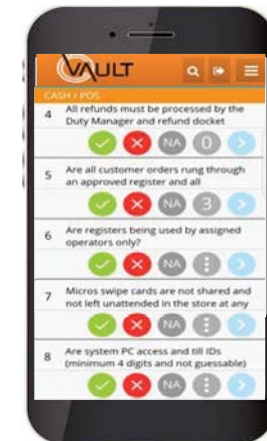 VAULT
CASH / POS
4 All refunds must be processed by the
Duty Manager and refund docket
NA 0
5 Are all customer orders rung through
an approved register and all
NA 3
6 Are registers being used by assigned
operators only?
NA
7 Micros swipe cards are not shared and
not left unattended in the store at any
NA
8 Are system PC access and till IDs
(minimum 4 digits and not guessable)
NA